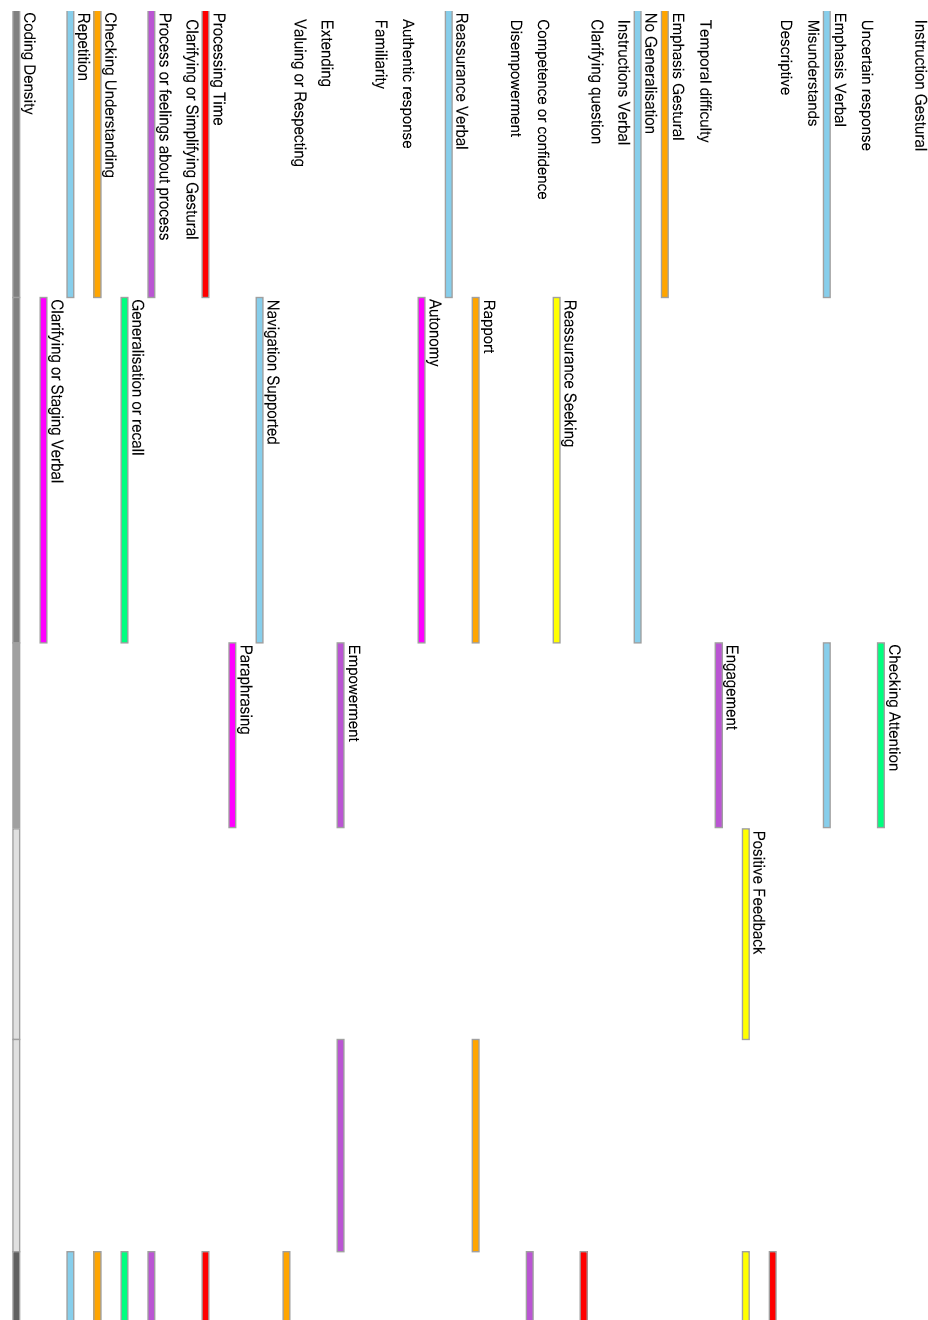 Instruction Gestural
Checking Attention
Uncertain response
Emphasis Verbal
Misunderstands
Descriptive
Positive Feedback
Engagement
Temporal difficulty
Emphasis Gestural
No Generalisation
Instructions Verbal
Clarifying question
Reassurance Seeking
Competence or confidence
Disempowerment
Rapport
Reassurance Verbal
Autonomy
Authentic response
Familiarity
Empowerment
Extending
Valuing or Respecting
Navigation Supported
Paraphrasing
Processing Time
Clarifying or Simplifying Gestural
Process or feelings about process
Generalisation or recall
Checking Understanding
Repetition
Clarifying or Staging Verbal
Coding Density